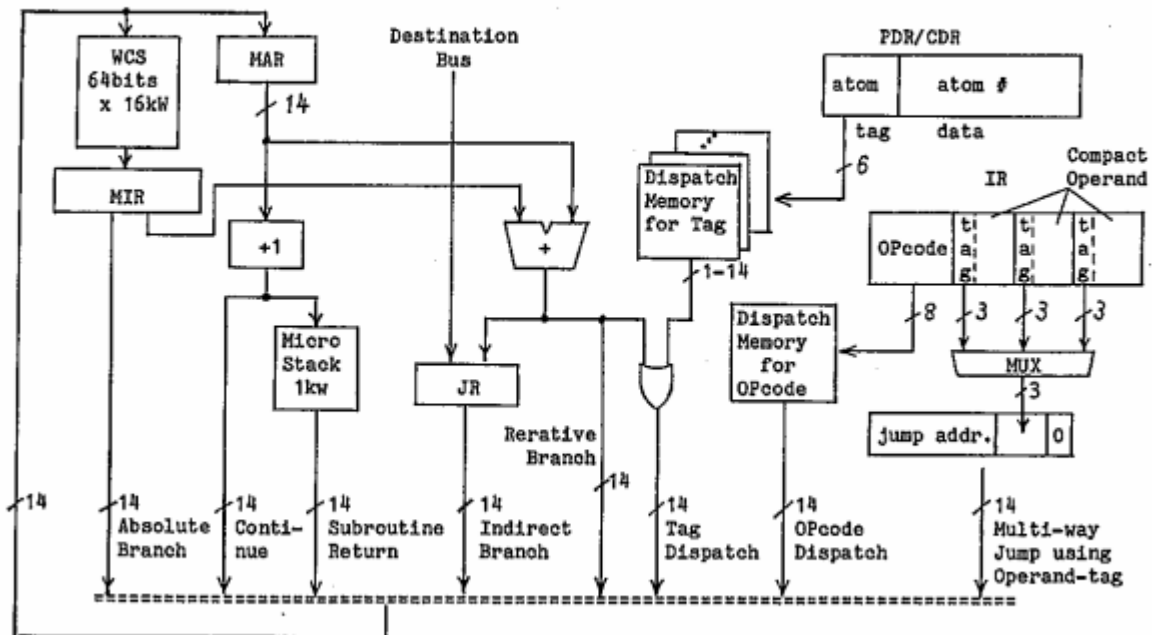 WCS
64bits
x 16kW
MAR
14
MIR
+1
Micro
Stack
1kw
Destination
Bus
+
JR
Dispatch
Memory
for Tag
1-14
PDR/CDR
atom
atom #
tag
data
6
IR
Compact
Operand
OPcode
tag
tag
tag
8
3
3
3
Dispatch
Memory
for
OPcode
MUX
3
jump addr.
0
14
14
Absolute
Branch
14
Conti-
nue
14
Subroutine
Return
14
Indirect
Branch
Rerative
Branch
14
14
Tag
Dispatch
14
OPcode
Dispatch
14
Multi-way
Jump using
Operand-tag